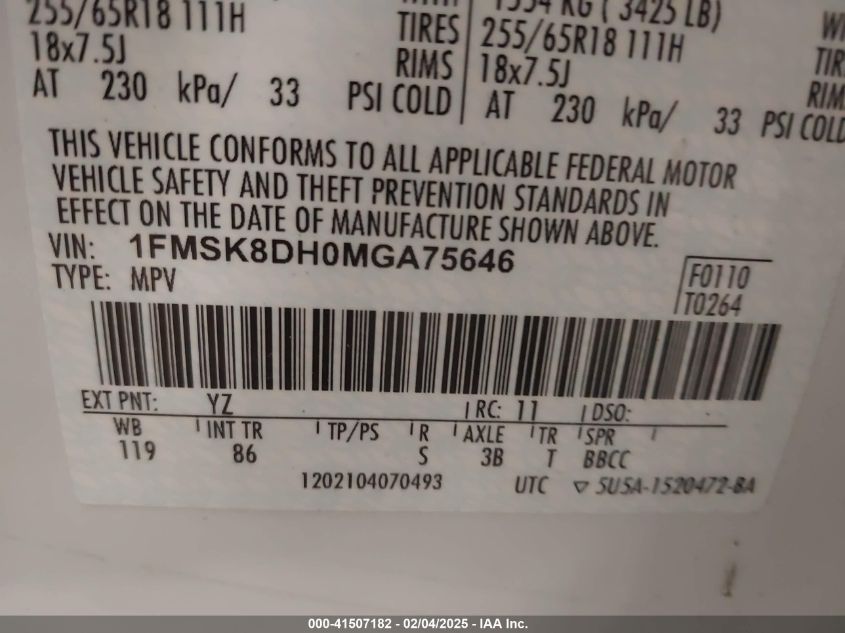 1554 KG ( 3425 LB)
255/65R18 111H TIRES 255/65R18 111H
18x7.5J RIMS 18x7.5J
AT 230 kPa/ 33 PSI COLD AT 230 kPa/ 33 PSI COLD
THIS VEHICLE CONFORMS TO ALL APPLICABLE FEDERAL MOTOR
VEHICLE SAFETY AND THEFT PREVENTION STANDARDS IN
EFFECT ON THE DATE OF MANUFACTURE SHOWN ABOVE.
VIN: 1FMSK8DH0MGA75646
TYPE: MPV
F0110
T0264
EXT PNT: YZ RC: 11 DSO:
WB INT TR TP/PS R AXLE TR SPR
119 86 S 3B T BBCC
1202104070493 UTC ▽ 5U5A-1520472-BA
000-41507182 - 02/04/2025 - IAA Inc.